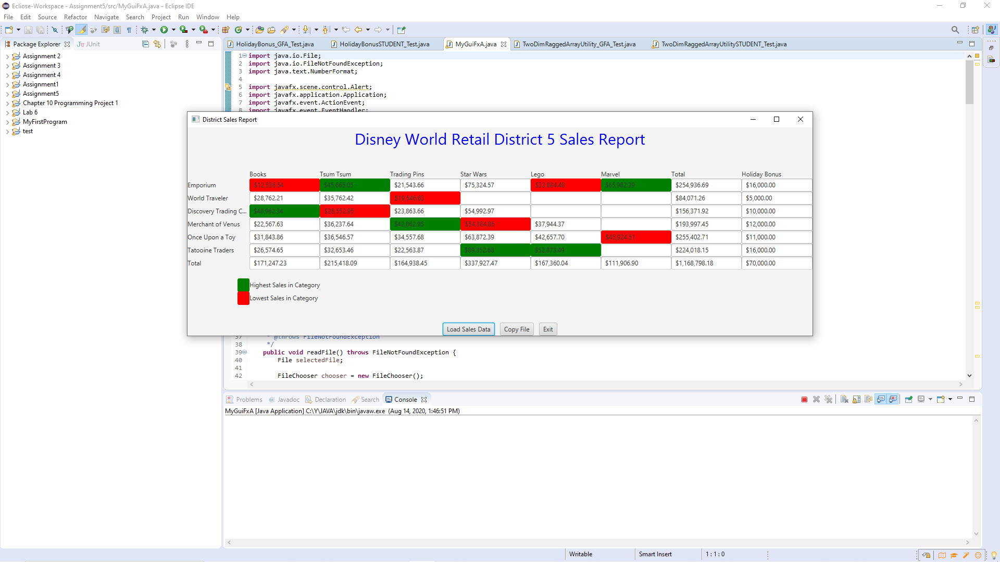 Ecliose-Workspace - Assignment5/src/MyGuiFxA.java - Eclipse IDE
File Edit Source Refactor Navigate Search Project Run Window Help
Package Explorer JUnit
HolidayBonus_GFA_Test.java HolidayBonusSTUDENT_Test.java MyGuiFxA.java TwoDimRaggedArrayUtility_GFA_Test.java TwoDimRaggedArrayUtilitySTUDENT_Test.java
Assignment 2
Assignment 3
Assignment 4
Assignment1
Assignment5
Chapter 10 Programming Project 1
Lab 6
MyFirstProgram
test
1 import java.io.File;
2 import java.io.FileNotFoundException;
3 import java.text.NumberFormat;
4
5 import javafx.scene.control.Alert;
6 import javafx.application.Application;
7 import javafx.event.ActionEvent;
8 import javafx.event.EventHandler;
District Sales Report
Disney World Retail District 5 Sales Report
Books Tsum Tsum Trading Pins Star Wars Lego Marvel Total Holiday Bonus
Emporium $12,536.54 $45,665.05 $21,543.66 $75,324.57 $33,884.48 $65,982.39 $254,936.69 $16,000.00
World Traveler $28,762.21 $35,762.42 $19,546.63 $84,071.26 $5,000.00
Discovery Trading C... $48,962.34 $28,552.95 $23,863.66 $54,992.97 $156,371.92 $10,000.00
Merchant of Venus $22,567.63 $36,237.64 $42,862.95 $54,384.86 $37,944.37 $193,997.45 $12,000.00
Once Upon a Toy $31,843.86 $36,546.57 $34,557.68 $63,872.39 $42,657.70 $45,924.51 $255,402.71 $11,000.00
Tatooine Traders $26,574.65 $32,653.46 $22,563.87 $89,352.68 $52,873.49 $224,018.15 $16,000.00
Total $171,247.23 $215,418.09 $164,938.45 $337,927.47 $167,360.04 $111,906.90 $1,168,798.18 $70,000.00
Highest Sales in Category
Lowest Sales in Category
Load Sales Data Copy File Exit
37 * @throws FileNotFoundException
38 */
39 public void readFile() throws FileNotFoundException {
40 File selectedFile;
41
42 FileChooser chooser = new FileChooser();
Problems @ Javadoc Declaration Search Console
MyGuiFxA [Java Application] C:\Y\JAVA\jdk\bin\javaw.exe (Aug 14, 2020, 1:46:51 PM)
Writable Smart Insert 1 : 1 : 0